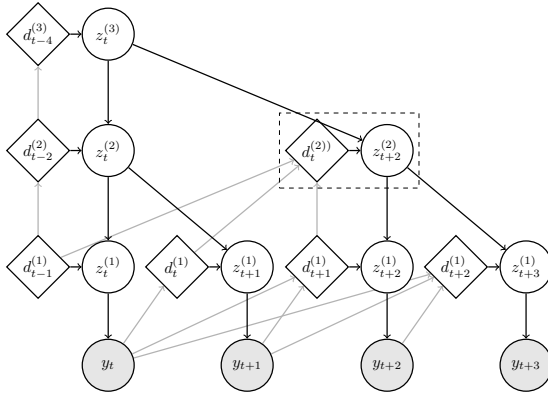 d_{t-4}^{(3)} z_t^{(3)}
d_{t-2}^{(2)} z_t^{(2)} d_t^{(2))} z_{t+2}^{(2)}
d_{t-1}^{(1)} z_t^{(1)} d_t^{(1)} z_{t+1}^{(1)} d_{t+1}^{(1)} z_{t+2}^{(1)} d_{t+2}^{(1)} z_{t+3}^{(1)}
y_t y_{t+1} y_{t+2} y_{t+3}